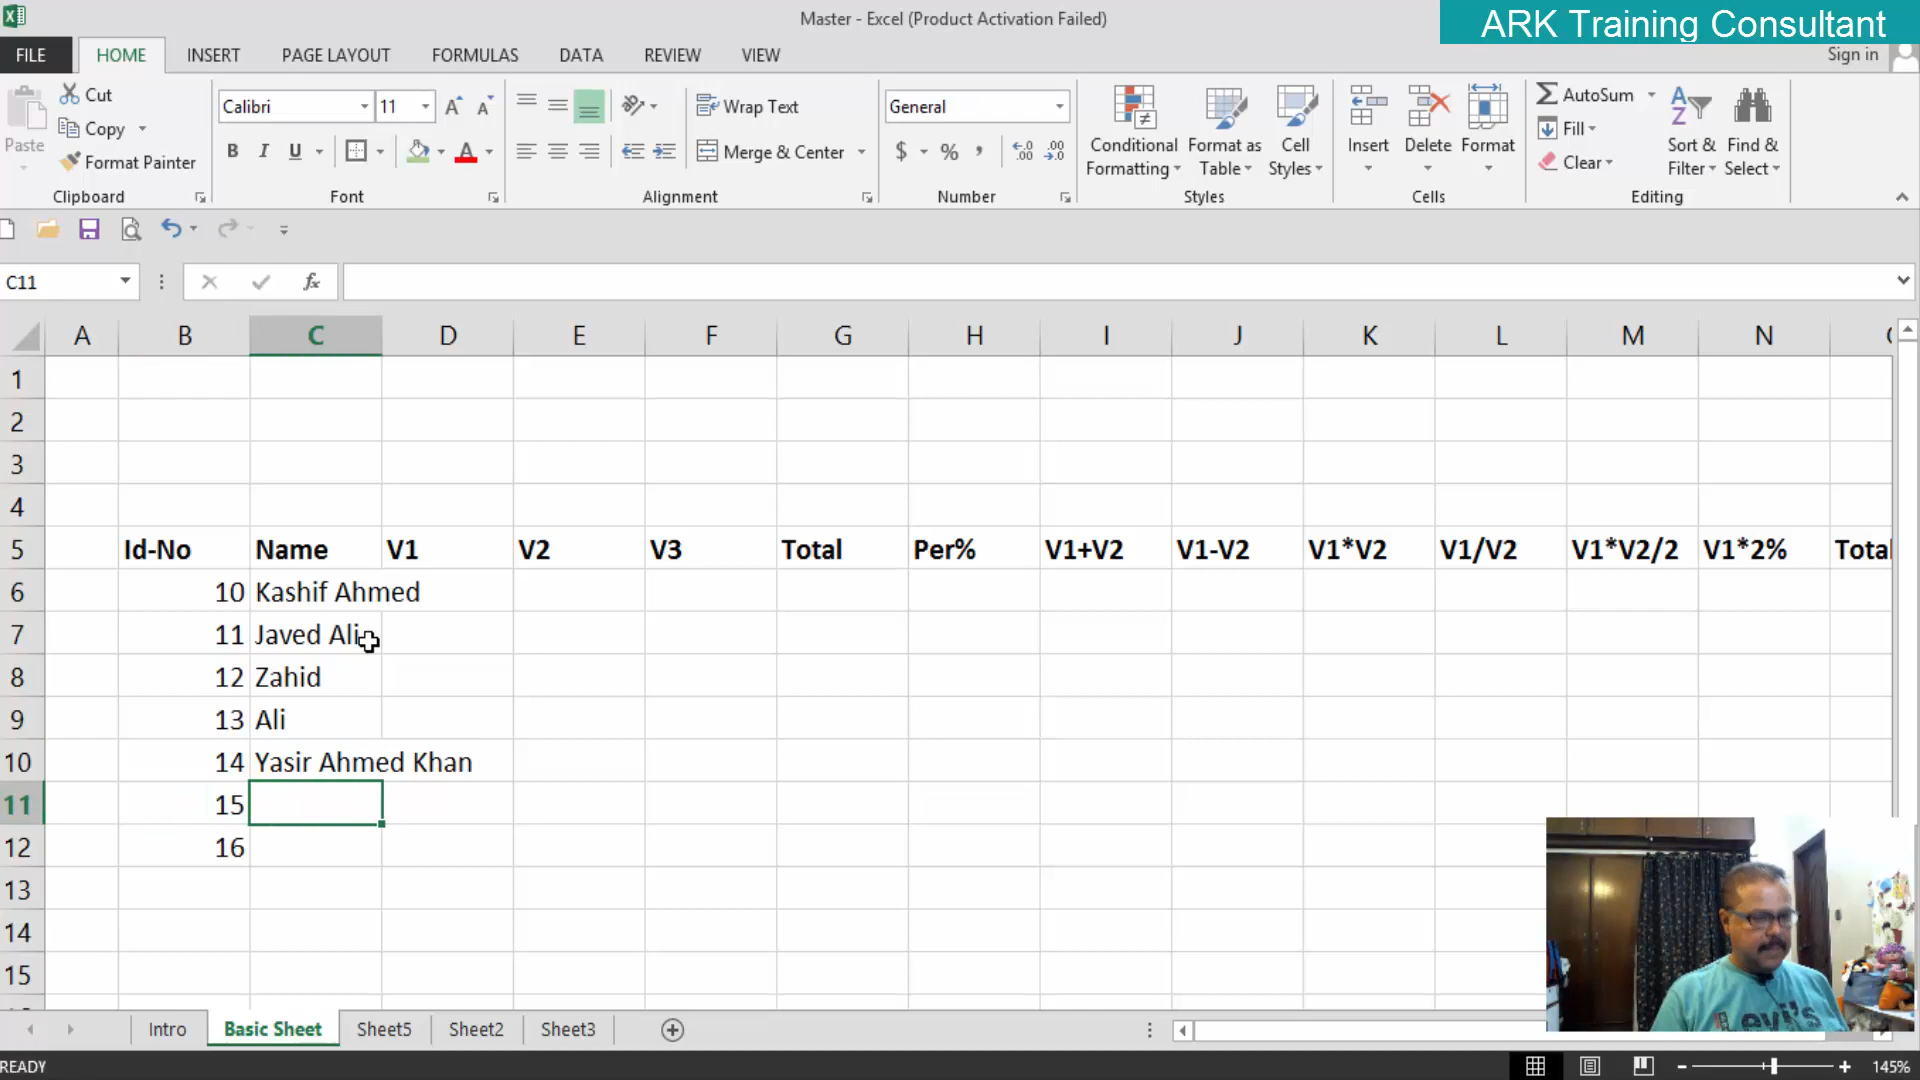 Master - Excel (Product Activation Failed)
ARK Training Consultant
FILE HOME INSERT PAGE LAYOUT FORMULAS DATA REVIEW VIEW
Sign in
Paste
Cut
Copy
Format Painter
Clipboard
Calibri 11
B I U
Font
Wrap Text
Merge & Center
Alignment
General
$ %
Number
Conditional Formatting
Format as Table
Cell Styles
Styles
Insert
Delete
Format
Cells
AutoSum
Fill
Clear
Sort & Filter
Find & Select
Editing
C11
fx
A B C D E F G H I J K L M N
1
2
3
4
5 Id-No Name V1 V2 V3 Total Per% V1+V2 V1-V2 V1*V2 V1/V2 V1*V2/2 V1*2% Total
6 10 Kashif Ahmed
7 11 Javed Ali
8 12 Zahid
9 13 Ali
10 14 Yasir Ahmed Khan
11 15
12 16
13
14
15
Levi's
Intro Basic Sheet Sheet5 Sheet2 Sheet3
READY
145%